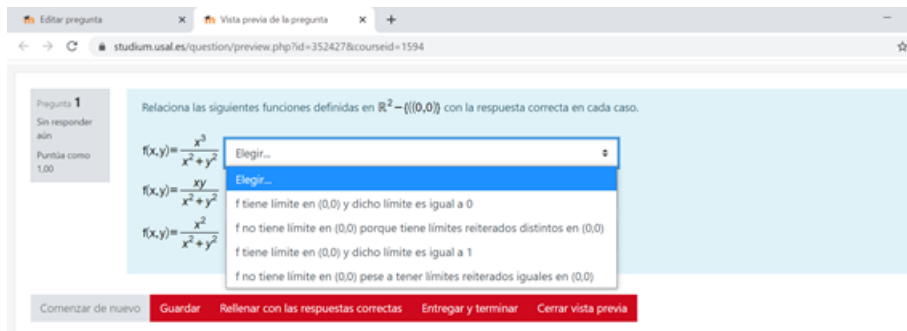 Editar pregunta × Vista previa de la pregunta × +
studium.usal.es/question/preview.php?id=352427&courseid=1594
Pregunta 1
Sin responder
aún
Puntúa como
1,00
Relaciona las siguientes funciones definidas en ℝ²−{((0,0)} con la respuesta correcta en cada caso.
f(x,y)= x³ / x²+y²
Elegir...
Elegir...
f tiene límite en (0,0) y dicho límite es igual a 0
f(x,y)= xy / x²+y²
f no tiene límite en (0,0) porque tiene límites reiterados distintos en (0,0)
f(x,y)= x² / x²+y²
f tiene límite en (0,0) y dicho límite es igual a 1
f no tiene límite en (0,0) pese a tener límites reiterados iguales en (0,0)
Comenzar de nuevo Guardar Rellenar con las respuestas correctas Entregar y terminar Cerrar vista previa